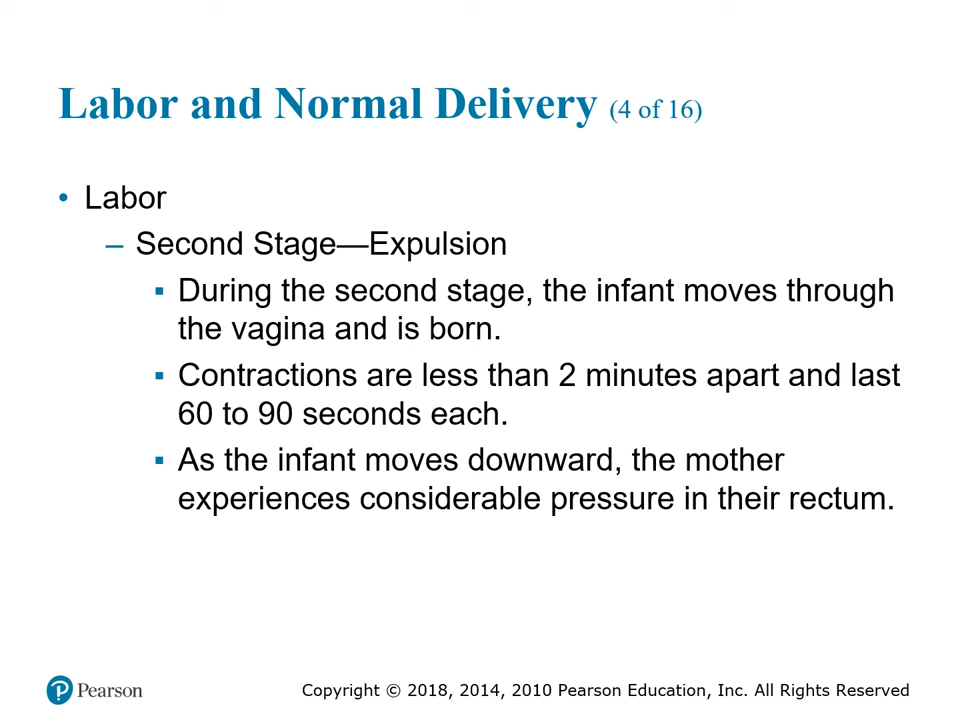 Labor and Normal Delivery (4 of 16)
• Labor
– Second Stage—Expulsion
▪ During the second stage, the infant moves through
the vagina and is born.
▪ Contractions are less than 2 minutes apart and last
60 to 90 seconds each.
▪ As the infant moves downward, the mother
experiences considerable pressure in their rectum.
Pearson
Copyright © 2018, 2014, 2010 Pearson Education, Inc. All Rights Reserved